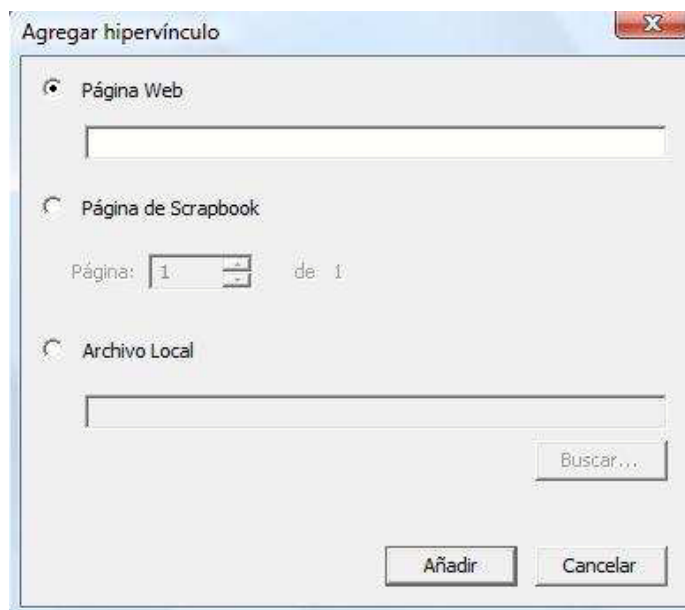 Agregar hipervínculo
Página Web
Página de Scrapbook
Página: 1 de 1
Archivo Local
Buscar...
Añadir Cancelar